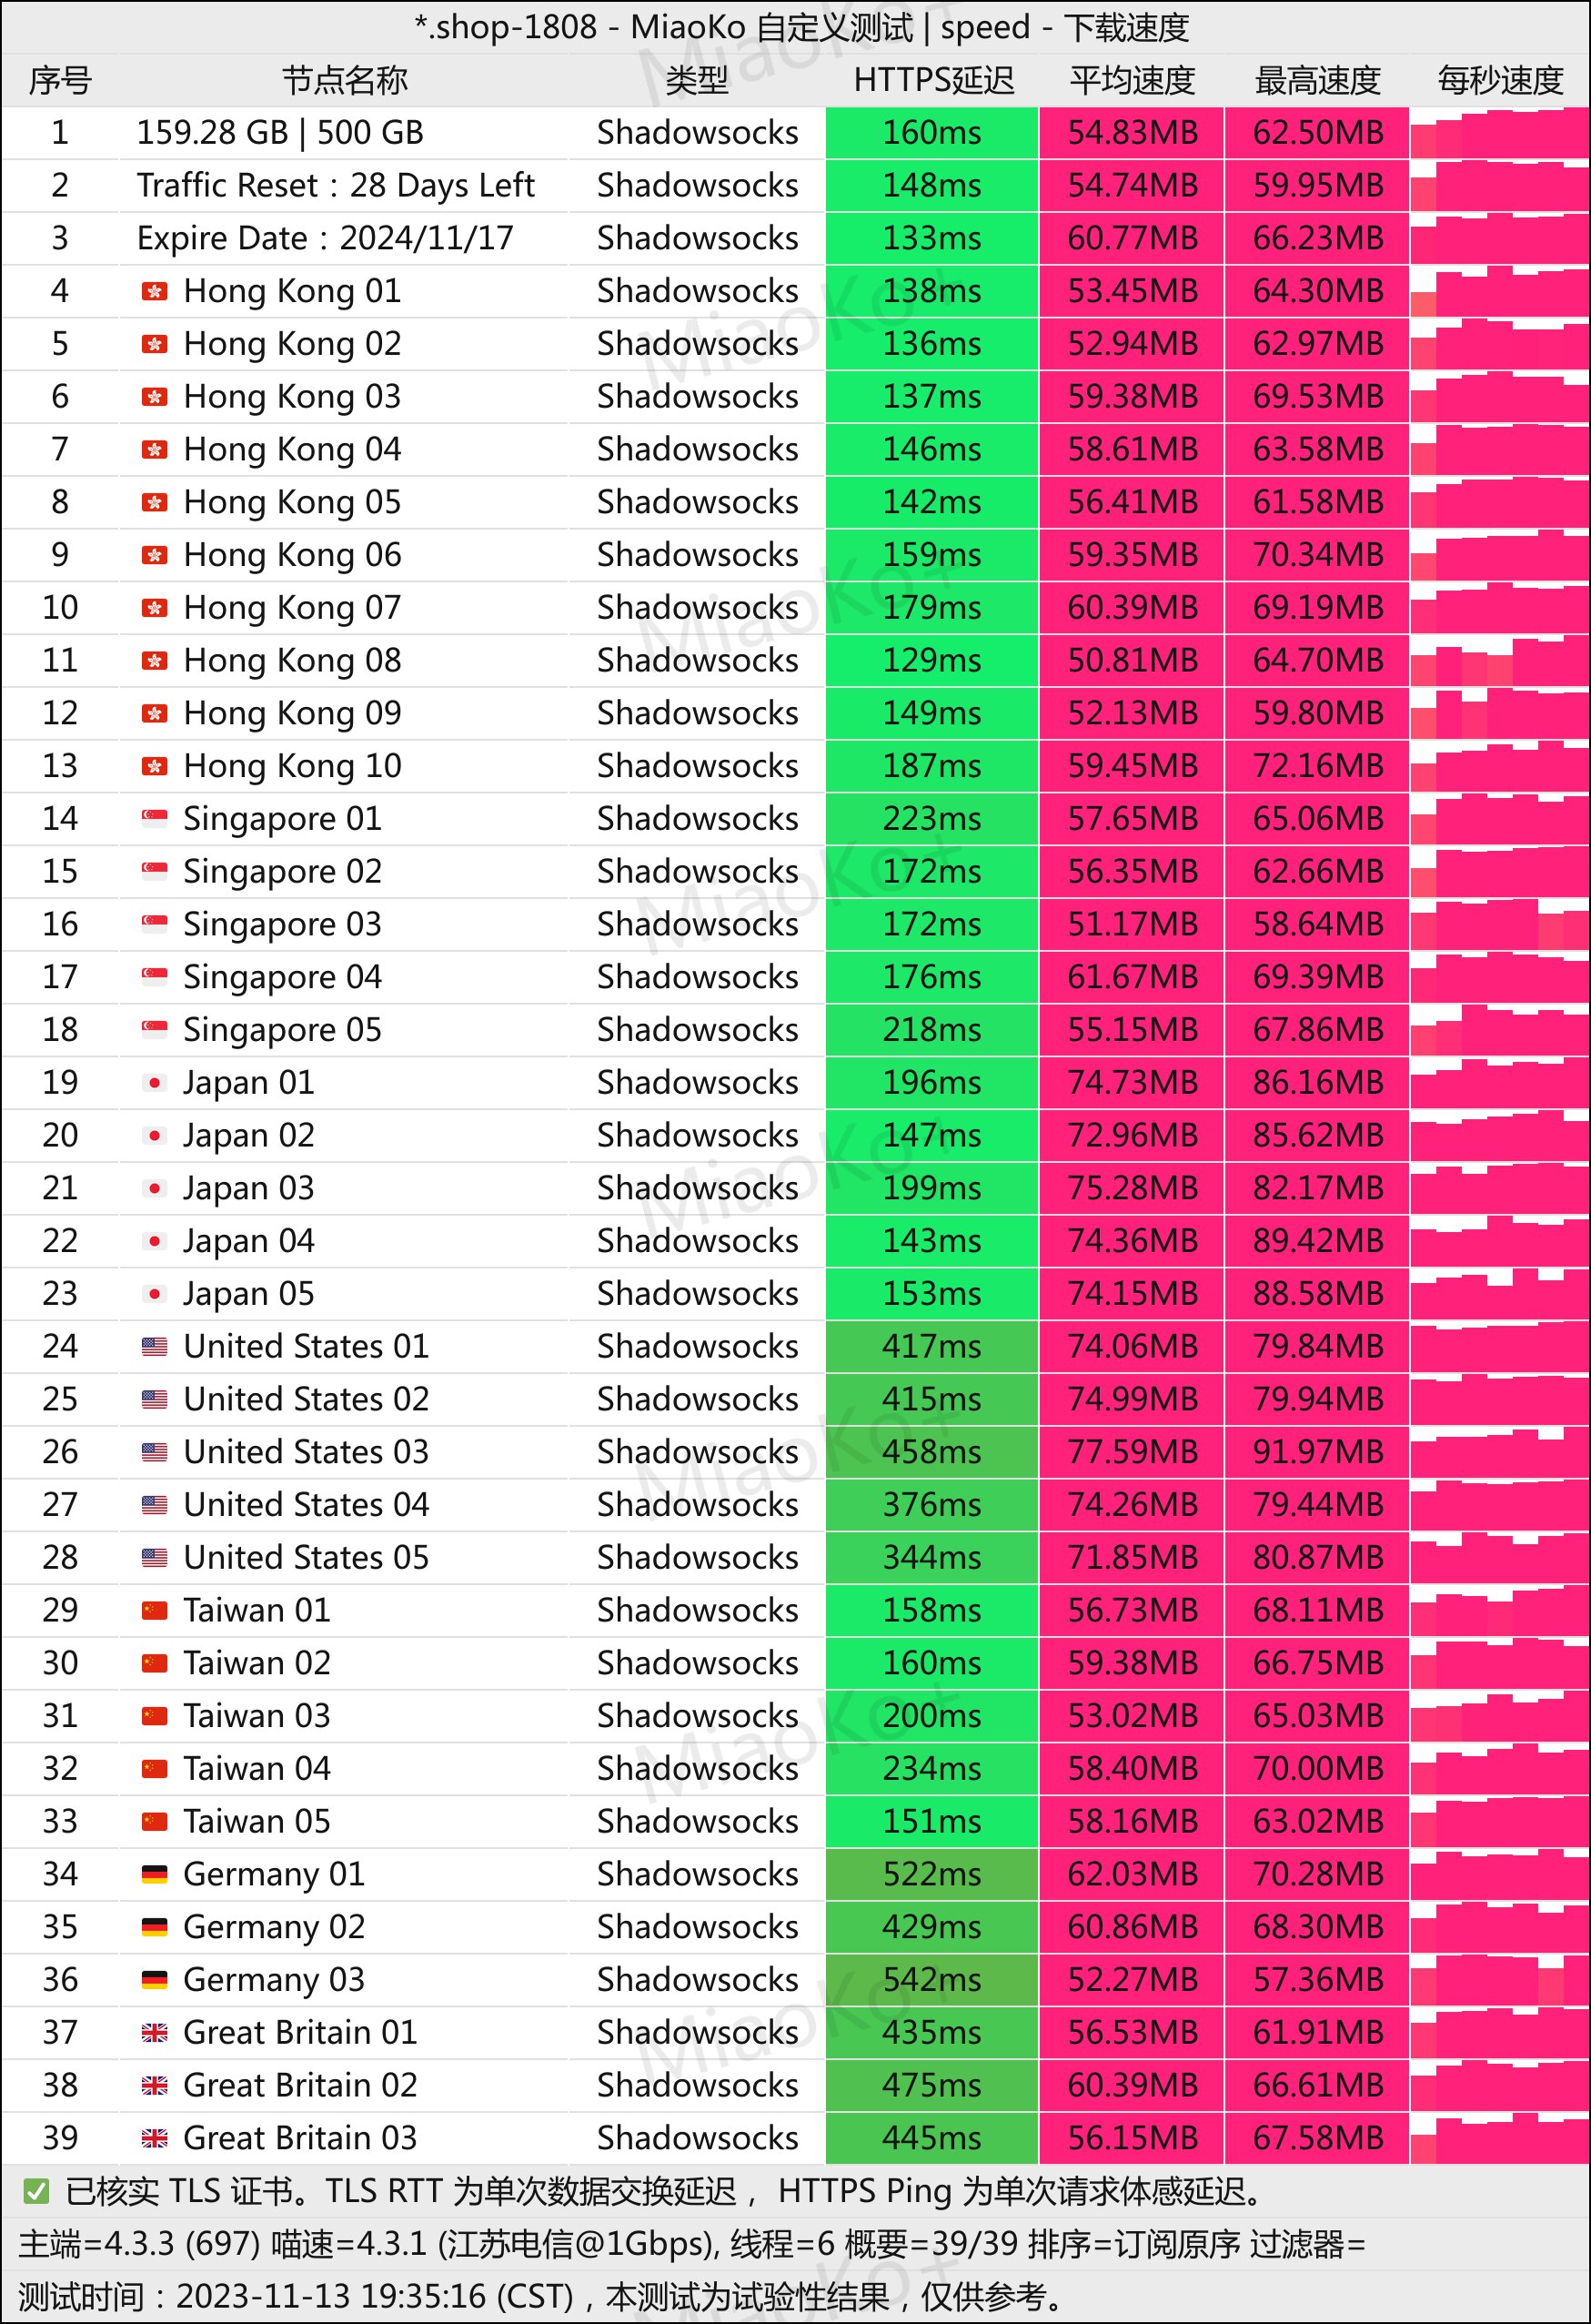 *.shop-1808 - MiaoKo 自定义测试 | speed - 下载速度
序号 节点名称 类型 HTTPS延迟 平均速度 最高速度 每秒速度
1 159.28 GB | 500 GB Shadowsocks 160ms 54.83MB 62.50MB
2 Traffic Reset : 28 Days Left Shadowsocks 148ms 54.74MB 59.95MB
3 Expire Date : 2024/11/17 Shadowsocks 133ms 60.77MB 66.23MB
4 Hong Kong 01 Shadowsocks 138ms 53.45MB 64.30MB
5 Hong Kong 02 Shadowsocks 136ms 52.94MB 62.97MB
6 Hong Kong 03 Shadowsocks 137ms 59.38MB 69.53MB
7 Hong Kong 04 Shadowsocks 146ms 58.61MB 63.58MB
8 Hong Kong 05 Shadowsocks 142ms 56.41MB 61.58MB
9 Hong Kong 06 Shadowsocks 159ms 59.35MB 70.34MB
10 Hong Kong 07 Shadowsocks 179ms 60.39MB 69.19MB
11 Hong Kong 08 Shadowsocks 129ms 50.81MB 64.70MB
12 Hong Kong 09 Shadowsocks 149ms 52.13MB 59.80MB
13 Hong Kong 10 Shadowsocks 187ms 59.45MB 72.16MB
14 Singapore 01 Shadowsocks 223ms 57.65MB 65.06MB
15 Singapore 02 Shadowsocks 172ms 56.35MB 62.66MB
16 Singapore 03 Shadowsocks 172ms 51.17MB 58.64MB
17 Singapore 04 Shadowsocks 176ms 61.67MB 69.39MB
18 Singapore 05 Shadowsocks 218ms 55.15MB 67.86MB
19 Japan 01 Shadowsocks 196ms 74.73MB 86.16MB
20 Japan 02 Shadowsocks 147ms 72.96MB 85.62MB
21 Japan 03 Shadowsocks 199ms 75.28MB 82.17MB
22 Japan 04 Shadowsocks 143ms 74.36MB 89.42MB
23 Japan 05 Shadowsocks 153ms 74.15MB 88.58MB
24 United States 01 Shadowsocks 417ms 74.06MB 79.84MB
25 United States 02 Shadowsocks 415ms 74.99MB 79.94MB
26 United States 03 Shadowsocks 458ms 77.59MB 91.97MB
27 United States 04 Shadowsocks 376ms 74.26MB 79.44MB
28 United States 05 Shadowsocks 344ms 71.85MB 80.87MB
29 Taiwan 01 Shadowsocks 158ms 56.73MB 68.11MB
30 Taiwan 02 Shadowsocks 160ms 59.38MB 66.75MB
31 Taiwan 03 Shadowsocks 200ms 53.02MB 65.03MB
32 Taiwan 04 Shadowsocks 234ms 58.40MB 70.00MB
33 Taiwan 05 Shadowsocks 151ms 58.16MB 63.02MB
34 Germany 01 Shadowsocks 522ms 62.03MB 70.28MB
35 Germany 02 Shadowsocks 429ms 60.86MB 68.30MB
36 Germany 03 Shadowsocks 542ms 52.27MB 57.36MB
37 Great Britain 01 Shadowsocks 435ms 56.53MB 61.91MB
38 Great Britain 02 Shadowsocks 475ms 60.39MB 66.61MB
39 Great Britain 03 Shadowsocks 445ms 56.15MB 67.58MB
✅ 已核实 TLS 证书。TLS RTT 为单次数据交换延迟， HTTPS Ping 为单次请求体感延迟。
主端=4.3.3 (697) 喵速=4.3.1 (江苏电信@1Gbps), 线程=6 概要=39/39 排序=订阅原序 过滤器=
测试时间：2023-11-13 19:35:16 (CST)，本测试为试验性结果，仅供参考。